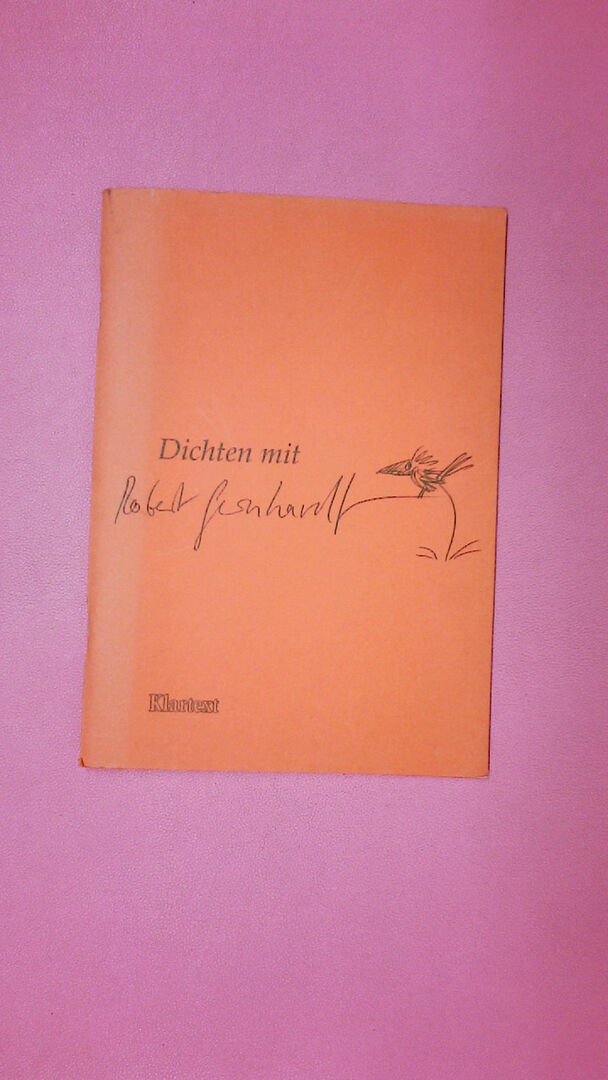 Dichten mit
Robert Gernhardt
Klartext